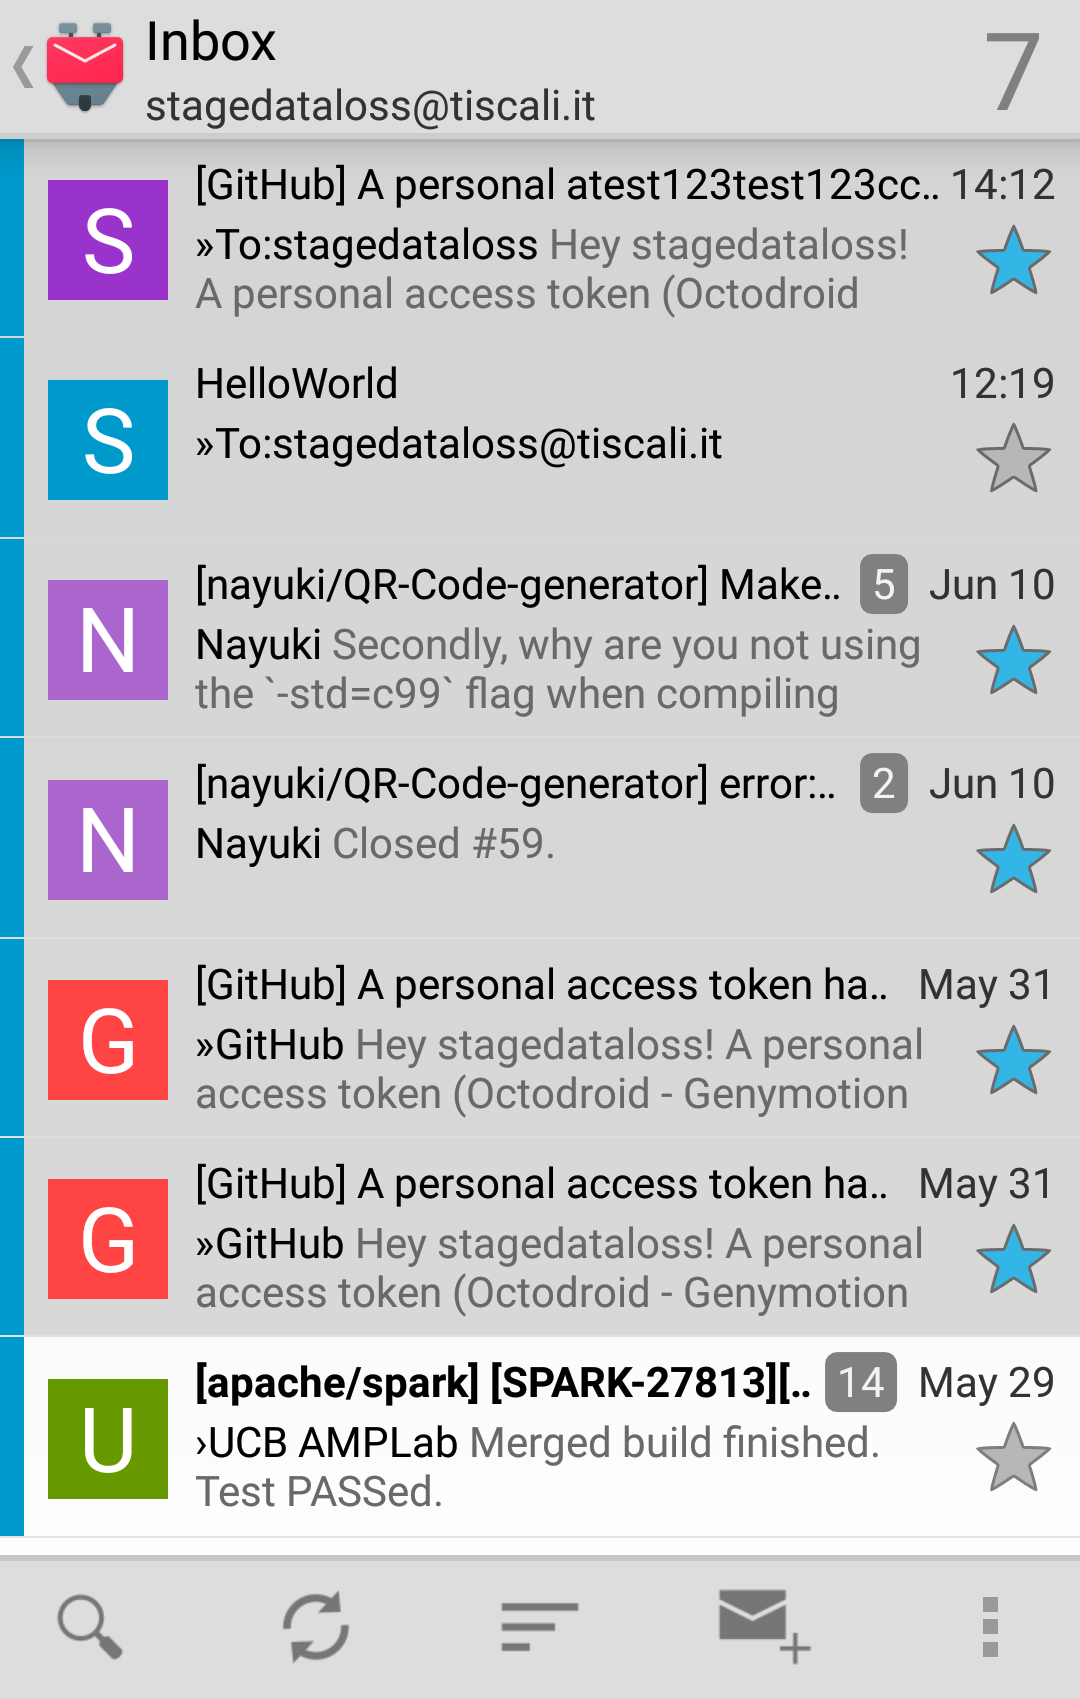 Inbox
7
stagedataloss@tiscali.it
S
[GitHub] A personal atest123test123cc.. 14:12
»To:stagedataloss Hey stagedataloss!
A personal access token (Octodroid
S
HelloWorld 12:19
»To:stagedataloss@tiscali.it
N
[nayuki/QR-Code-generator] Make.. 5 Jun 10
Nayuki Secondly, why are you not using
the `-std=c99` flag when compiling
N
[nayuki/QR-Code-generator] error:.. 2 Jun 10
Nayuki Closed #59.
G
[GitHub] A personal access token ha.. May 31
»GitHub Hey stagedataloss! A personal
access token (Octodroid - Genymotion
G
[GitHub] A personal access token ha.. May 31
»GitHub Hey stagedataloss! A personal
access token (Octodroid - Genymotion
U
[apache/spark] [SPARK-27813][.. 14 May 29
›UCB AMPLab Merged build finished.
Test PASSed.